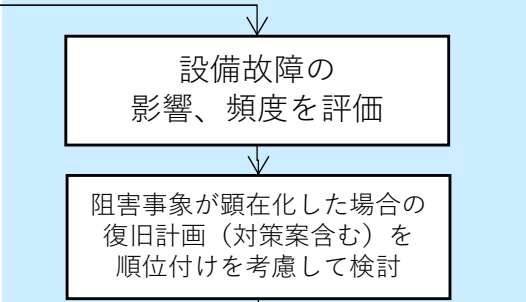 設備故障の
影響、頻度を評価
阻害事象が顕在化した場合の
復旧計画（対策案含む）を
順位付けを考慮して検討